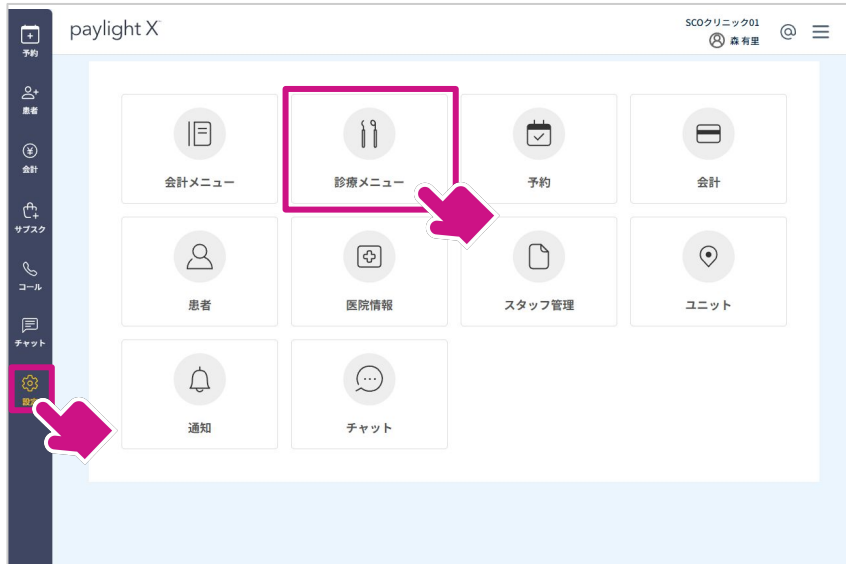 paylight X
SCOクリニック01
森 有里
予約
患者
会計
サブスク
コール
チャット
設定
会計メニュー
診療メニュー
予約
会計
患者
医院情報
スタッフ管理
ユニット
通知
チャット